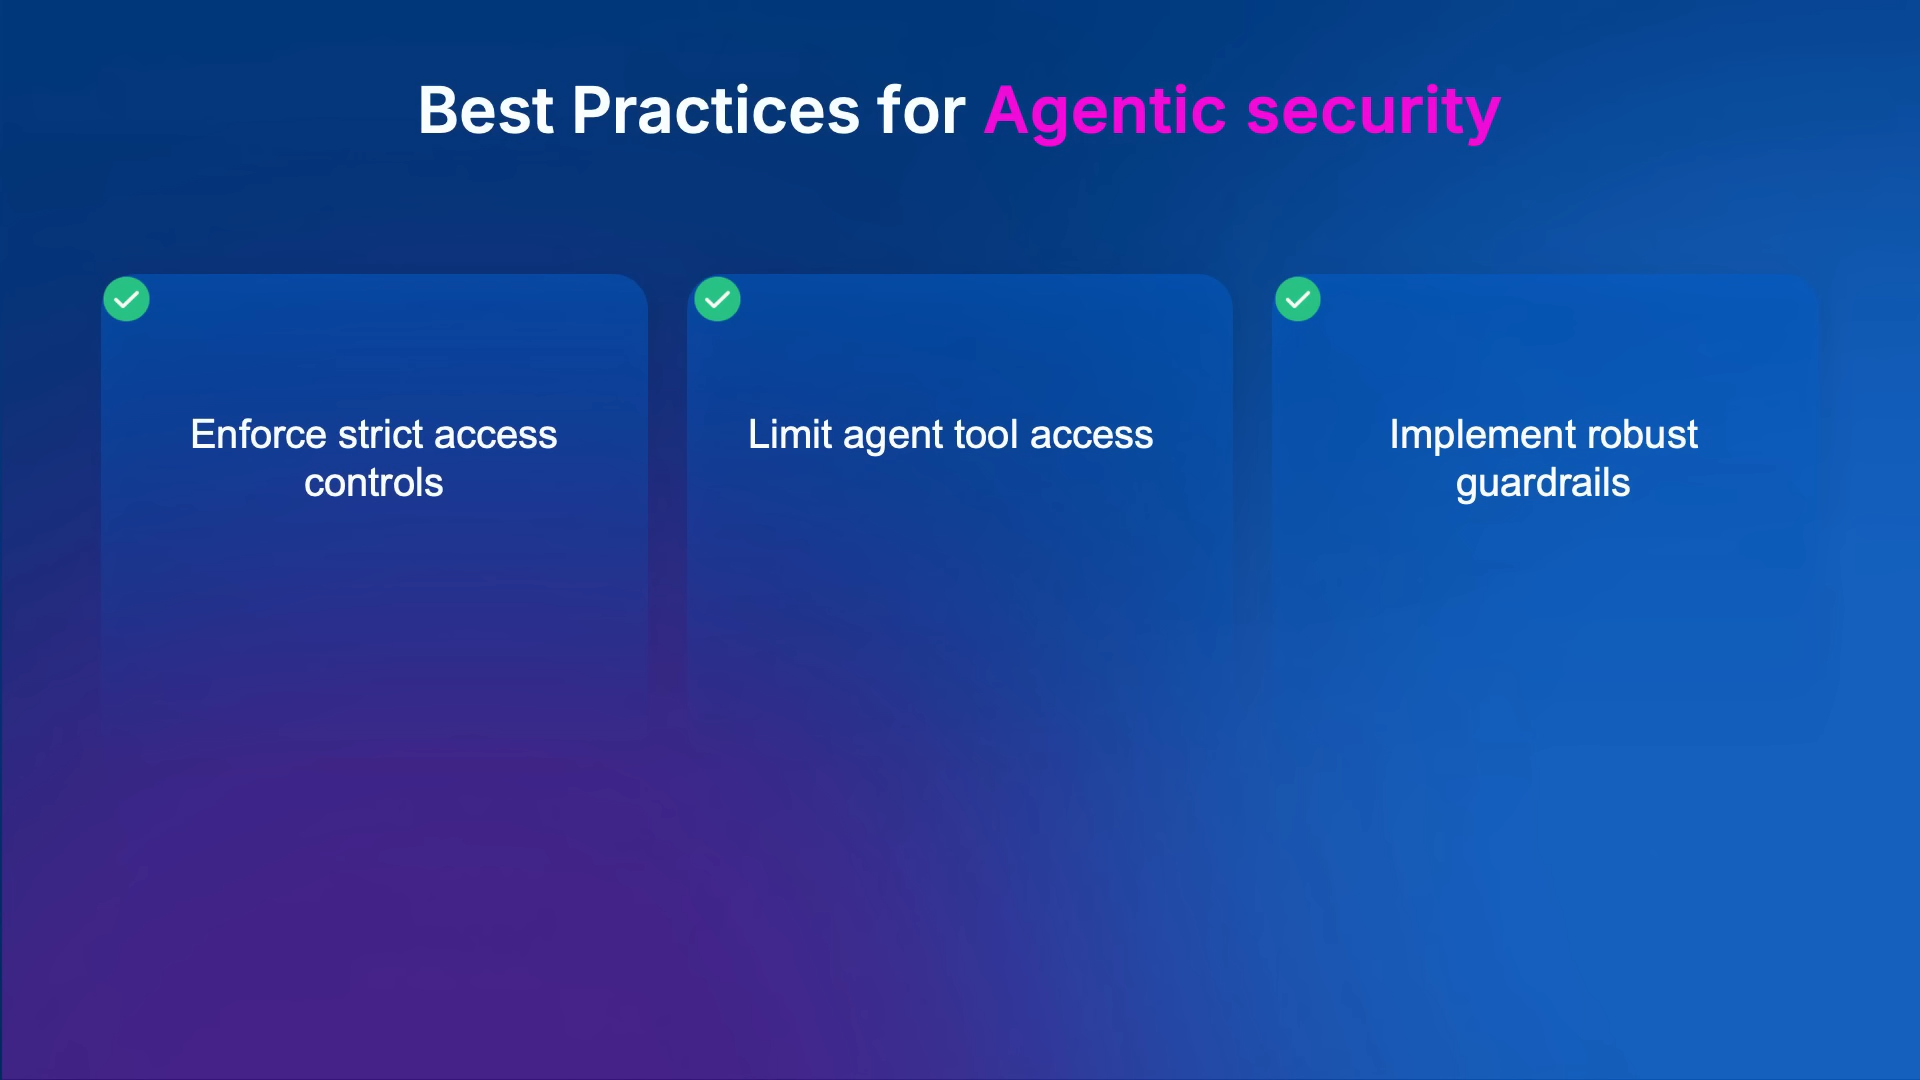 Best Practices for Agentic security
Enforce strict access
controls
Limit agent tool access
Implement robust
guardrails